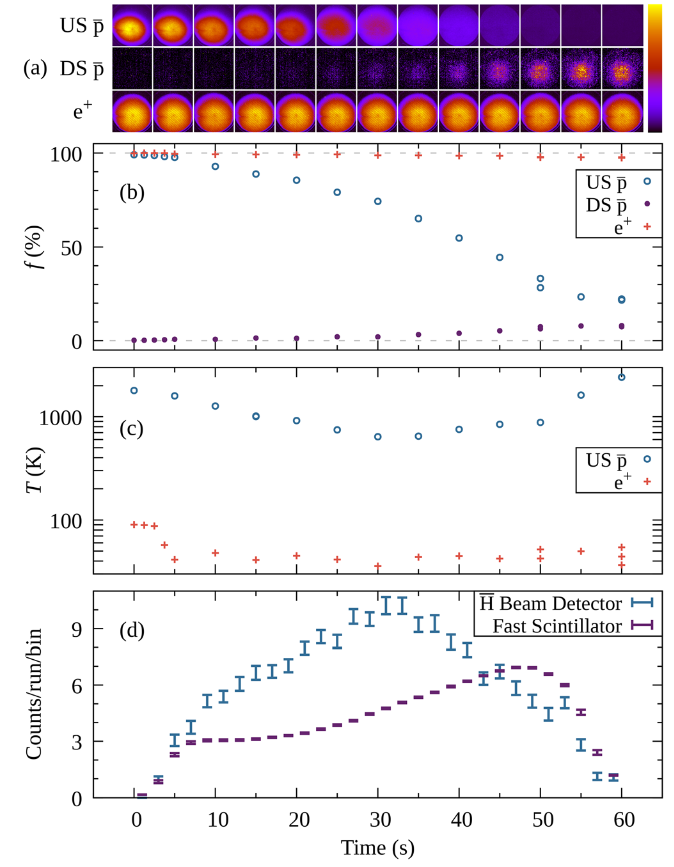 US p̅
(a) DS p̅
e⁺
100
50
0
f (%)
(b)
US p̅
DS p̅
e⁺
1000
100
T (K)
(c)
US p̅
e⁺
9
6
3
0
Counts/run/bin
(d)
H̅ Beam Detector
Fast Scintillator
0 10 20 30 40 50 60
Time (s)